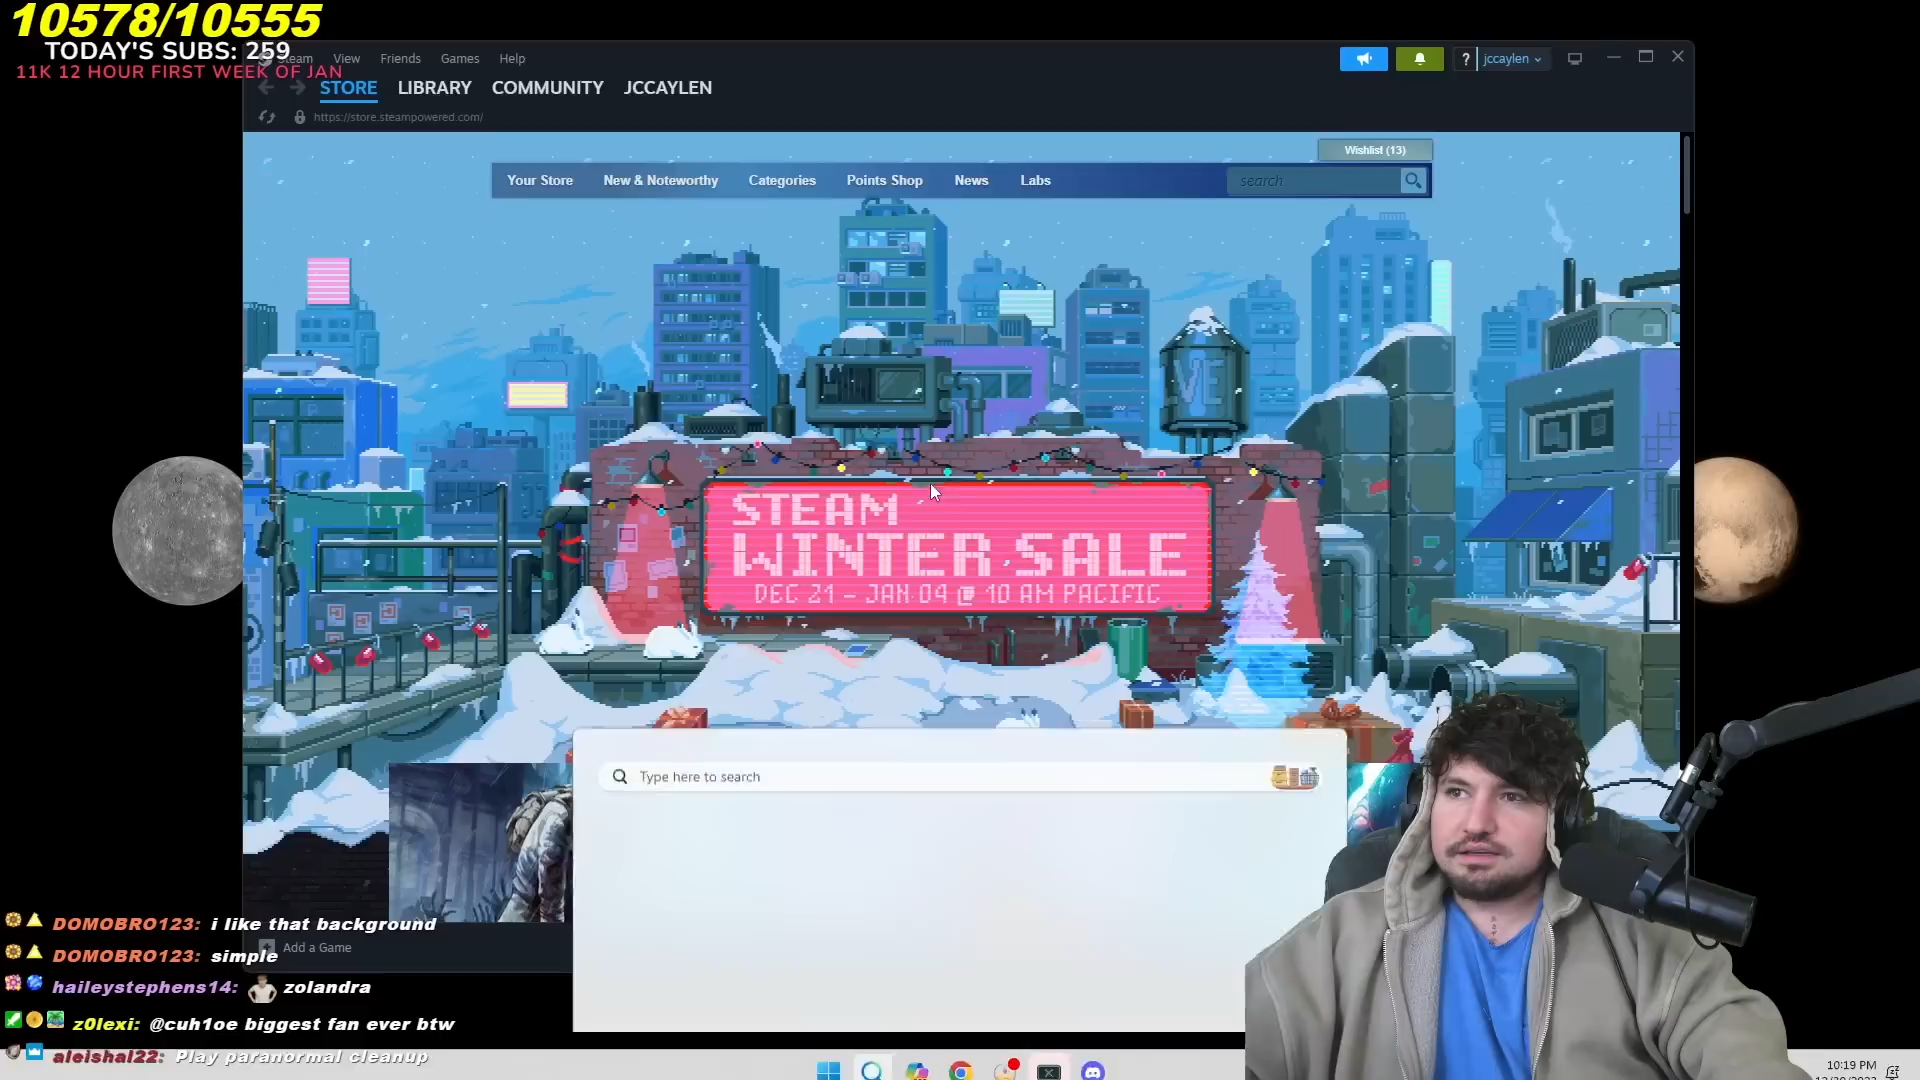 10578/10555
TODAY'S SUBS: 259
11K 12 HOUR FIRST WEEK OF JAN
Steam View Friends Games Help
? jccaylen
STORE LIBRARY COMMUNITY JCCAYLEN
https://store.steampowered.com/
Wishlist (13)
Your Store New & Noteworthy Categories Points Shop News Labs search
VE
STEAM
WINTER SALE
DEC 21 - JAN 04 @ 10 AM PACIFIC
Type here to search
DOMOBRO123: i like that background
Add a Game
DOMOBRO123: simple
haileystephens14: zolandra
z0lexi: @cuh1oe biggest fan ever btw
aleishal22: Play paranormal cleanup
10:19 PM